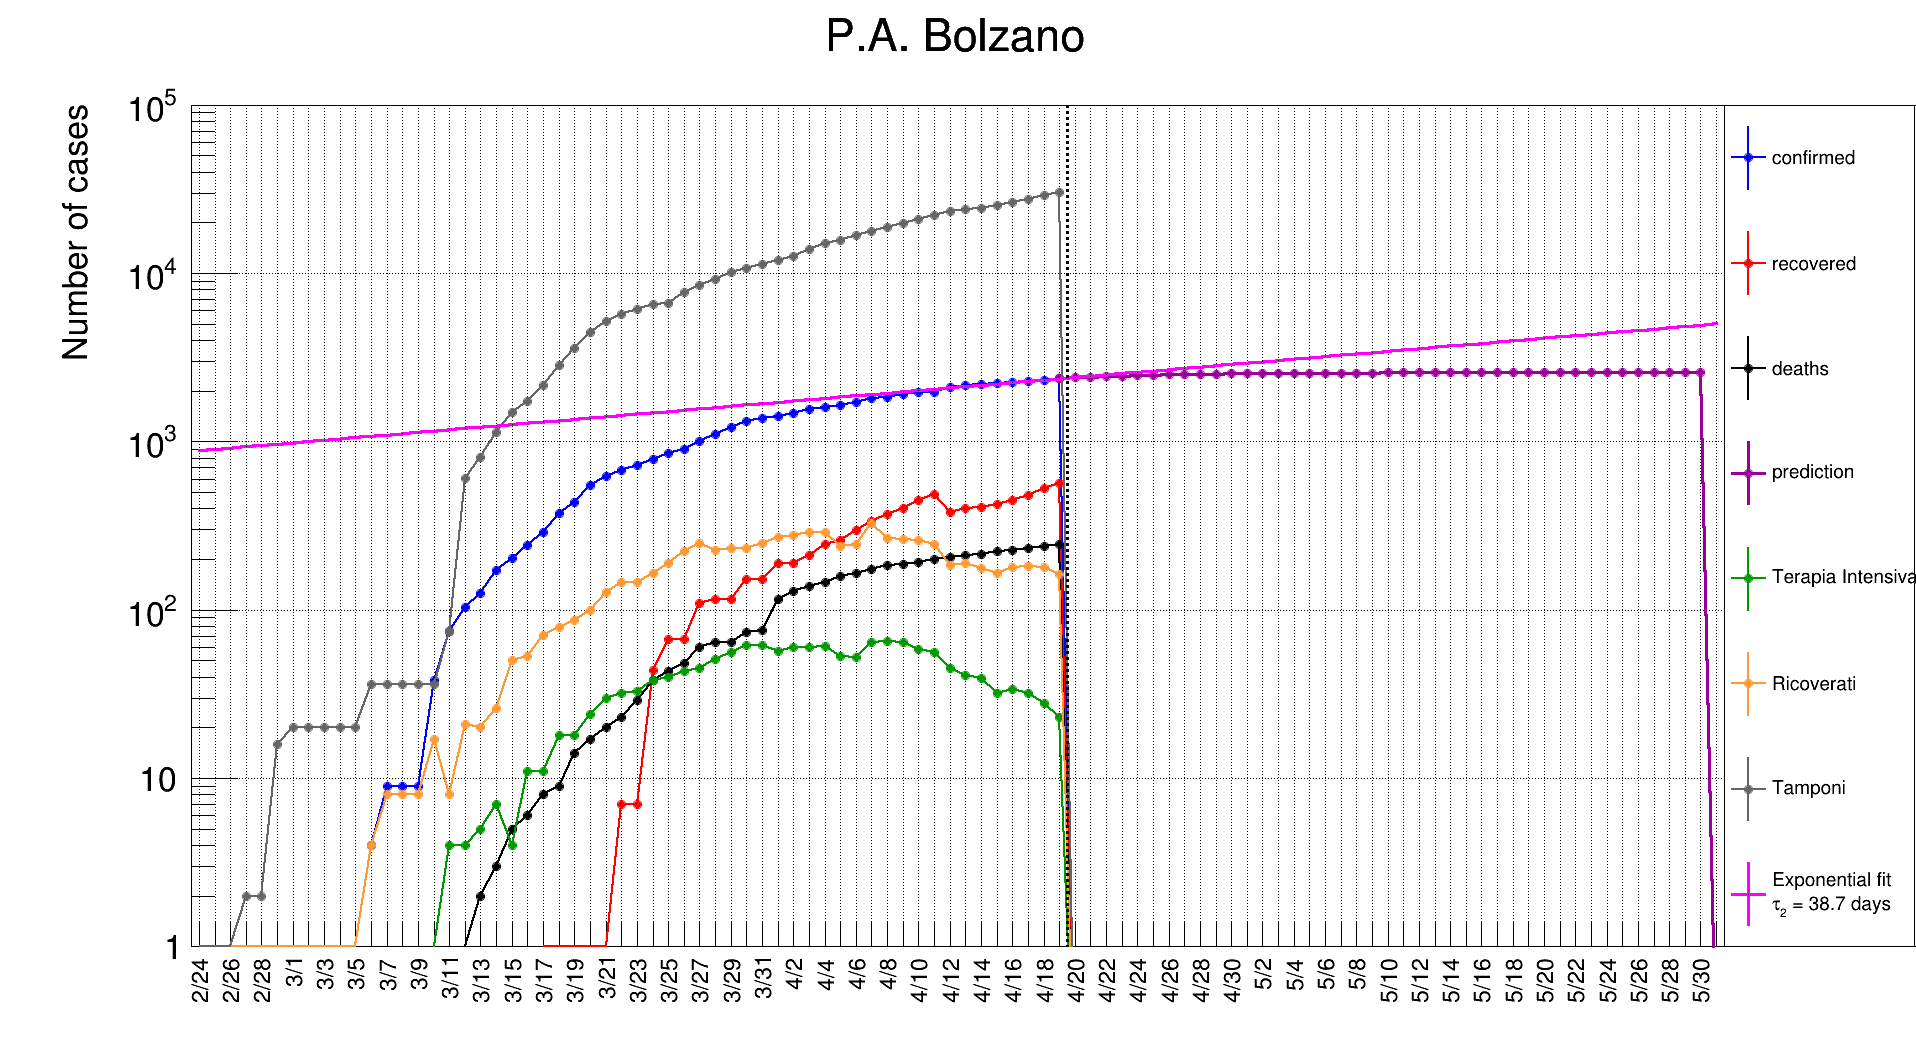 P.A. Bolzano
Number of cases
10^5
10^4
10^3
10^2
10
1
2/24 2/26 2/28 3/1 3/3 3/5 3/7 3/9 3/11 3/13 3/15 3/17 3/19 3/21 3/23 3/25 3/27 3/29 3/31 4/2 4/4 4/6 4/8 4/10 4/12 4/14 4/16 4/18 4/20 4/22 4/24 4/26 4/28 4/30 5/2 5/4 5/6 5/8 5/10 5/12 5/14 5/16 5/18 5/20 5/22 5/24 5/26 5/28 5/30
confirmed
recovered
deaths
prediction
Terapia Intensiva
Ricoverati
Tamponi
Exponential fit
τ_2 = 38.7 days